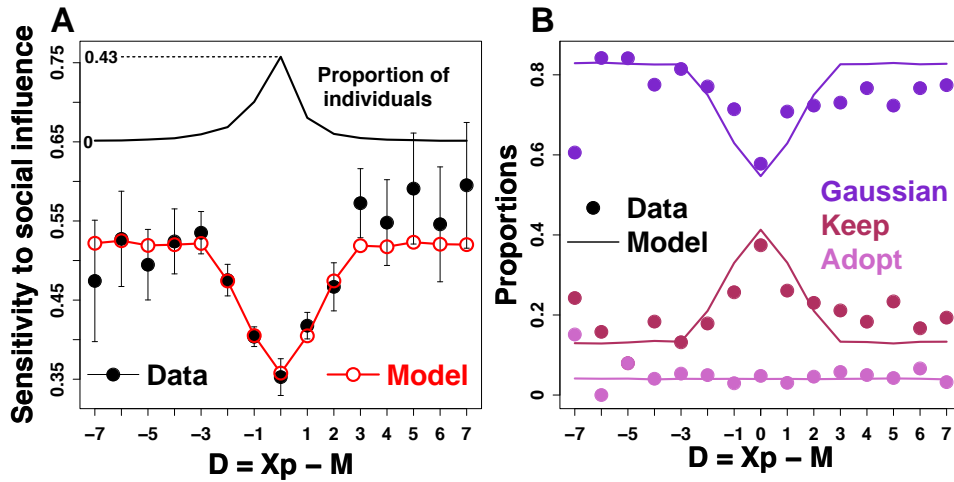 A
Sensitivity to social influence
0.75
0.65
0.55
0.45
0.35
0.43
0
Proportion of
individuals
Data
Model
−7
−5
−3
−1
1
2
3
4
5
6
7
D = Xp − M
B
Proportions
0.8
0.6
0.4
0.2
0
Data
Model
Gaussian
Keep
Adopt
−7
−5
−3
−1
0
1
2
3
4
5
6
7
D = Xp − M